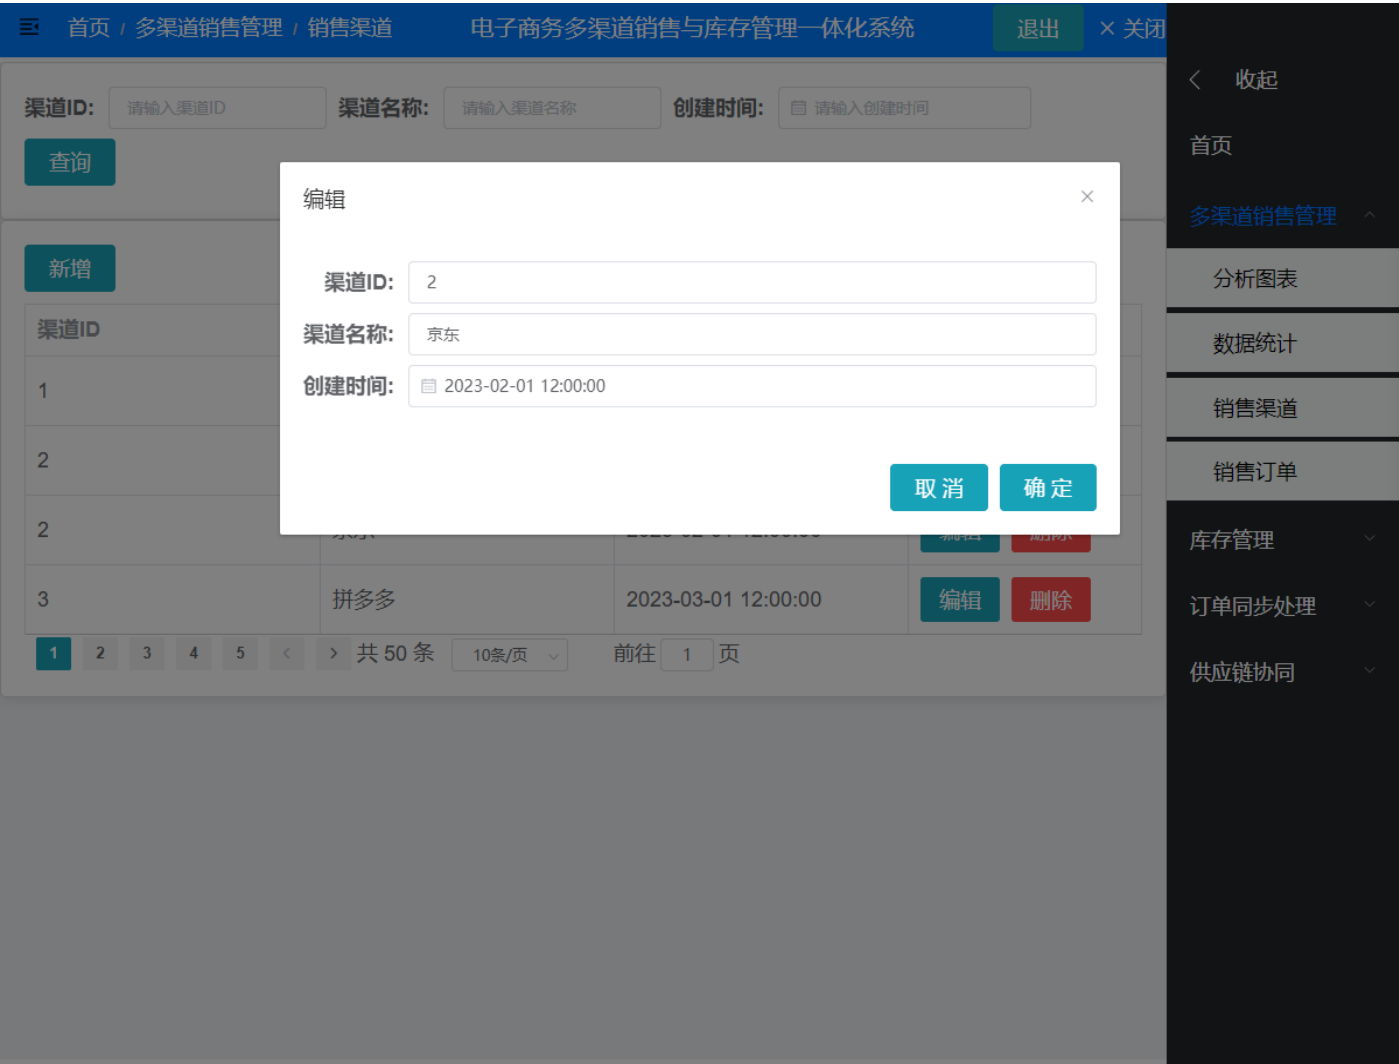 首页 / 多渠道销售管理 / 销售渠道 电子商务多渠道销售与库存管理一体化系统 退出 × 关闭
渠道ID: 请输入渠道ID 渠道名称: 请输入渠道名称 创建时间: 请输入创建时间
查询
新增
渠道ID
1
2
2
3 拼多多 2023-03-01 12:00:00 编辑 删除
1 2 3 4 5 < > 共 50 条 10条/页 前往 1 页
编辑 ×
渠道ID: 2
渠道名称: 京东
创建时间: 2023-02-01 12:00:00
取消 确定
收起
首页
多渠道销售管理
分析图表
数据统计
销售渠道
销售订单
库存管理
订单同步处理
供应链协同